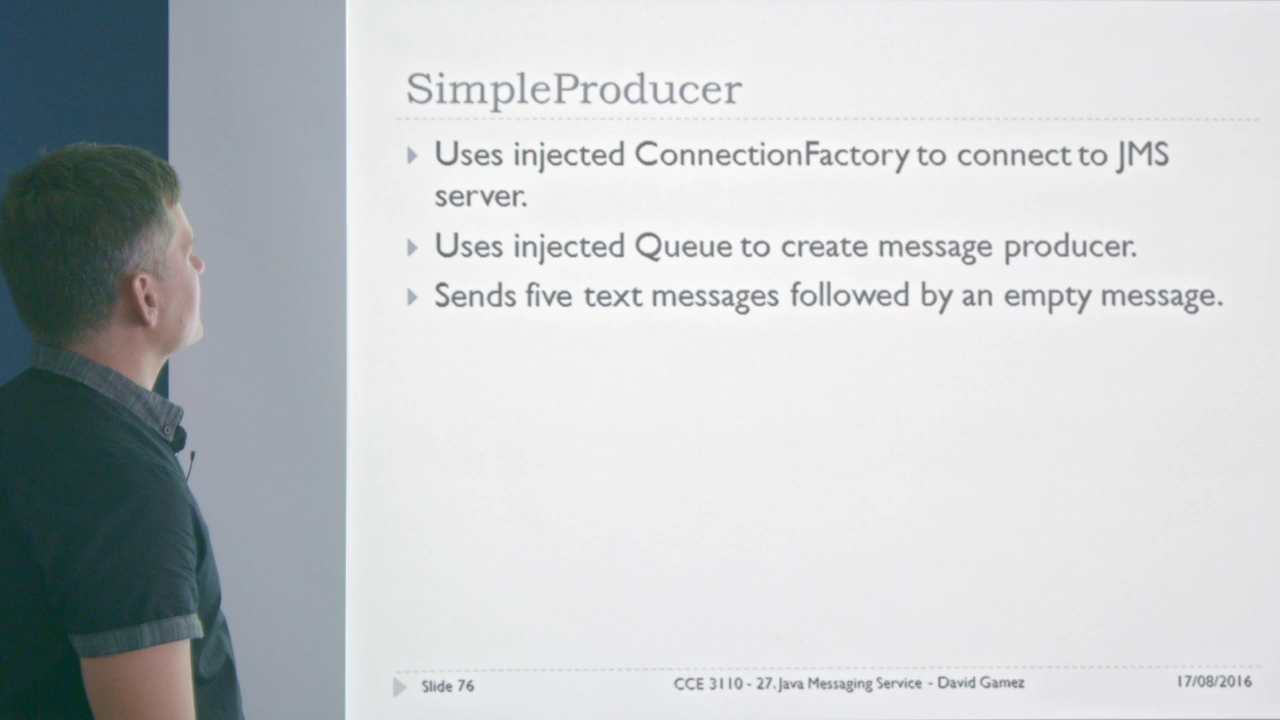 SimpleProducer
Uses injected ConnectionFactory to connect to JMS
server.
Uses injected Queue to create message producer.
Sends five text messages followed by an empty message.
Slide 76
CCE 3110 - 27. Java Messaging Service - David Gamez
17/08/2016